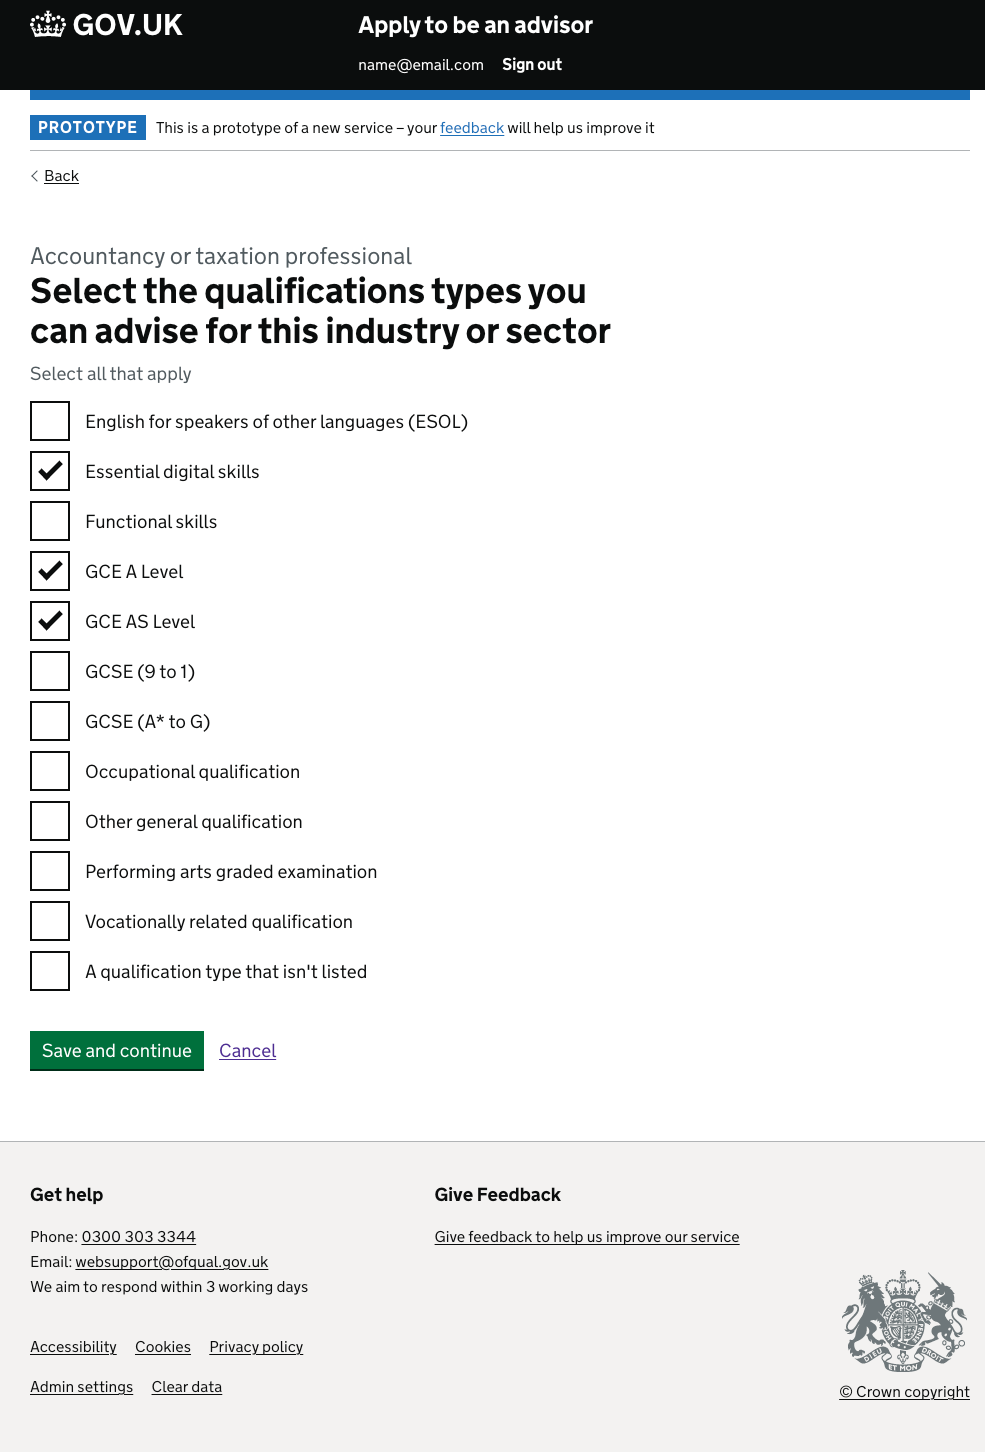 GOV.UK
Apply to be an advisor
name@email.com Sign out
PROTOTYPE This is a prototype of a new service – your feedback will help us improve it
Back
Accountancy or taxation professional
Select the qualifications types you
can advise for this industry or sector
Select all that apply
English for speakers of other languages (ESOL)
Essential digital skills
Functional skills
GCE A Level
GCE AS Level
GCSE (9 to 1)
GCSE (A* to G)
Occupational qualification
Other general qualification
Performing arts graded examination
Vocationally related qualification
A qualification type that isn't listed
Save and continue Cancel
Get help
Phone: 0300 303 3344
Email: websupport@ofqual.gov.uk
We aim to respond within 3 working days
Give Feedback
Give feedback to help us improve our service
Accessibility Cookies Privacy policy
Admin settings Clear data
DIEU ET MON DROIT
© Crown copyright